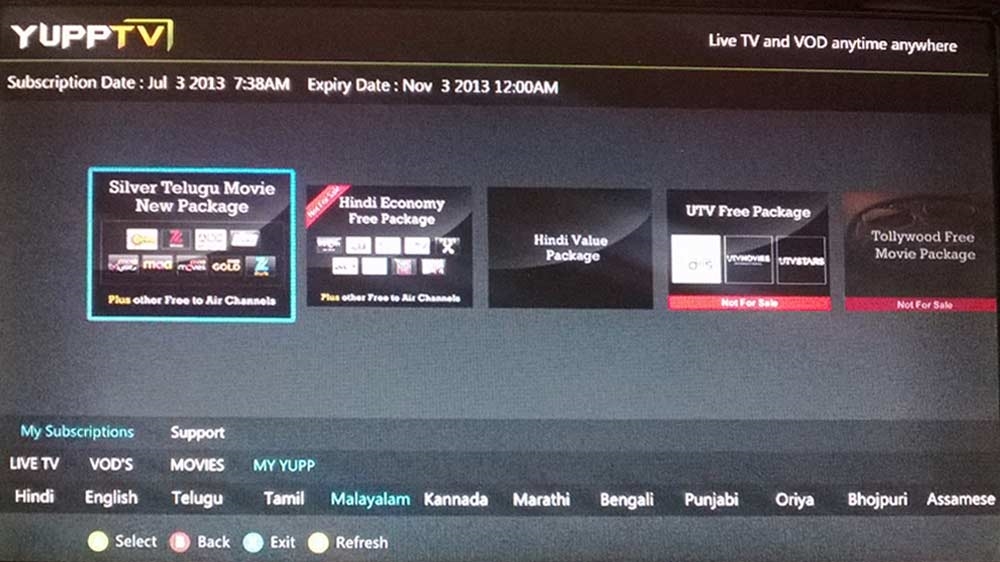 YUPPTV
Live TV and VOD anytime anywhere
Subscription Date : Jul 3 2013 7:38AM Expiry Date : Nov 3 2013 12:00AM
Silver Telugu Movie
New Package
GOLD
Plus other Free to Air Channels
Not For Sale
Hindi Economy
Free Package
Plus other Free to Air Channels
Hindi Value
Package
UTV Free Package
UTVMOVIES
UTVSTARS
Not For Sale
Tollywood Free
Movie Package
Not For Sale
My Subscriptions Support
LIVE TV VOD'S MOVIES MY YUPP
Hindi English Telugu Tamil Malayalam Kannada Marathi Bengali Punjabi Oriya Bhojpuri Assamese
Select B Back Exit Refresh